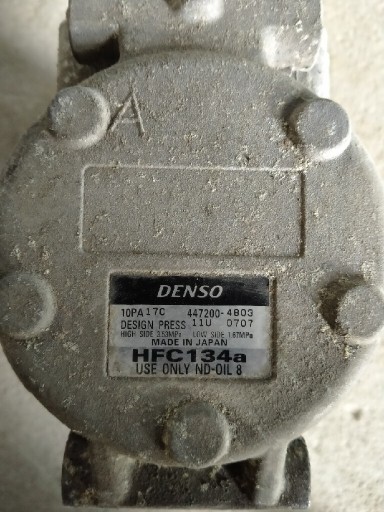 A
DENSO
10PA17C 447200-4803
DESIGN PRESS 11U 0707
HIGH SIDE 3.53MPa LOW SIDE 1.67MPa
MADE IN JAPAN
HFC134a
USE ONLY ND-OIL 8